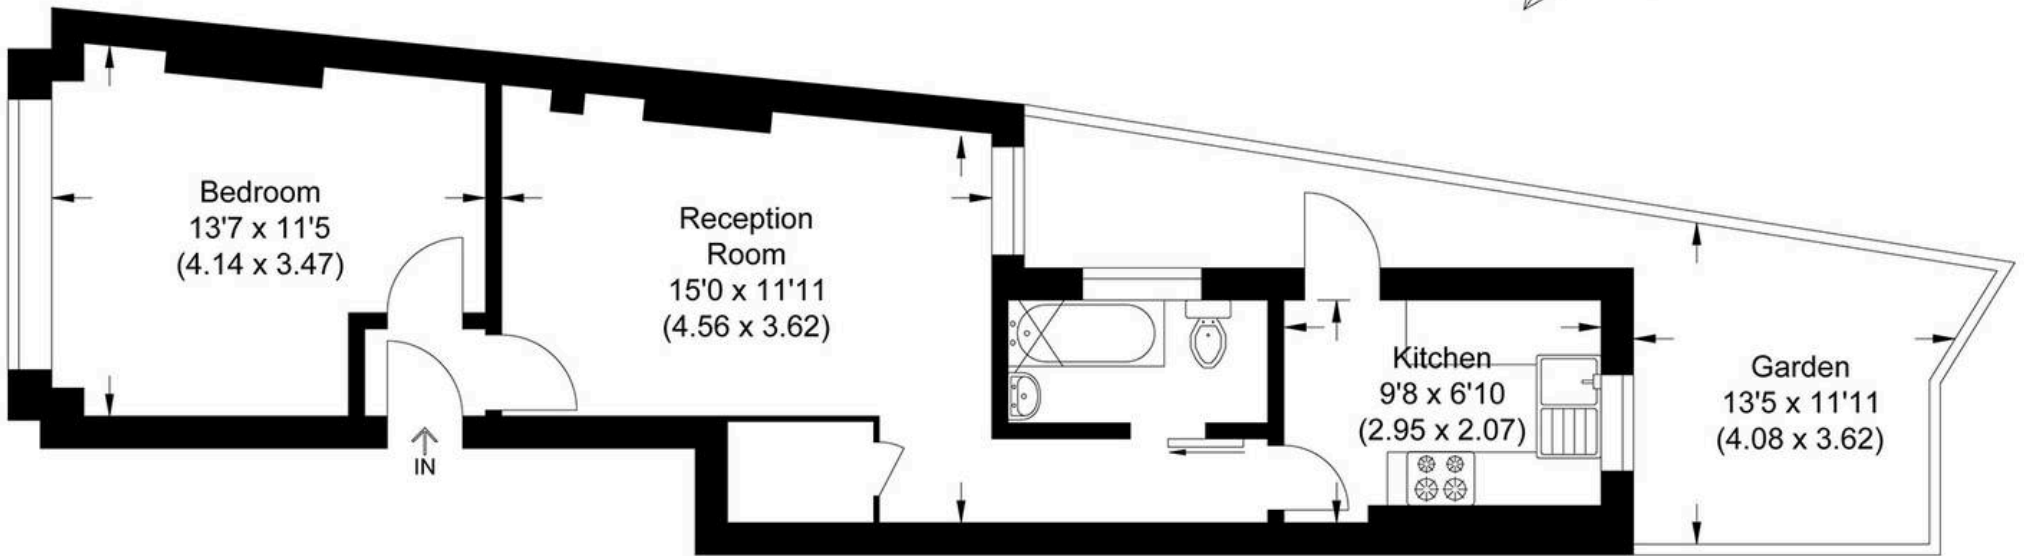 Bedroom
13'7 x 11'5
(4.14 x 3.47)
Reception
Room
15'0 x 11'11
(4.56 x 3.62)
Kitchen
9'8 x 6'10
(2.95 x 2.07)
Garden
13'5 x 11'11
(4.08 x 3.62)
IN